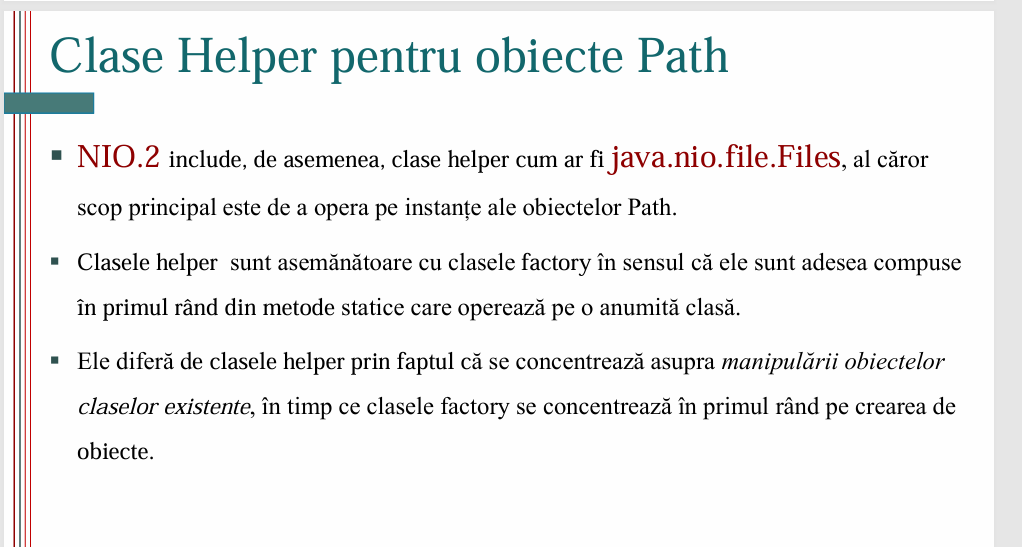 Clase Helper pentru obiecte Path
▪ NIO.2 include, de asemenea, clase helper cum ar fi java.nio.file.Files, al căror
scop principal este de a opera pe instanțe ale obiectelor Path.
▪ Clasele helper  sunt asemănătoare cu clasele factory în sensul că ele sunt adesea compuse
în primul rând din metode statice care operează pe o anumită clasă.
▪ Ele diferă de clasele helper prin faptul că se concentrează asupra manipulării obiectelor
claselor existente, în timp ce clasele factory se concentrează în primul rând pe crearea de
obiecte.